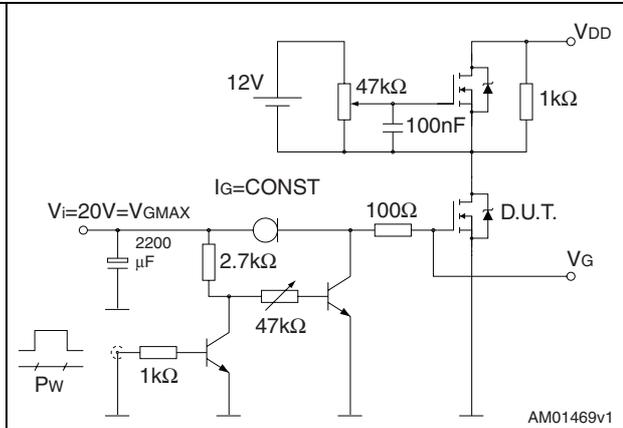 VDD
12V
47kΩ
1kΩ
100nF
IG=CONST
Vi=20V=VGMAX
100Ω
D.U.T.
2200
μF
2.7kΩ
VG
47kΩ
1kΩ
PW
AM01469v1